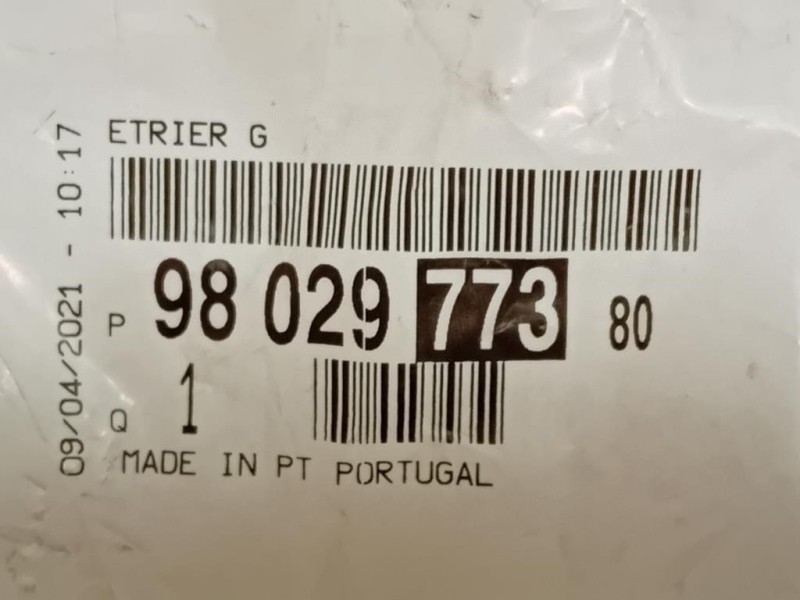 ETRIER G
P 98 029 773 80
Q 1
MADE IN PT PORTUGAL
09/04/2021 - 10:17